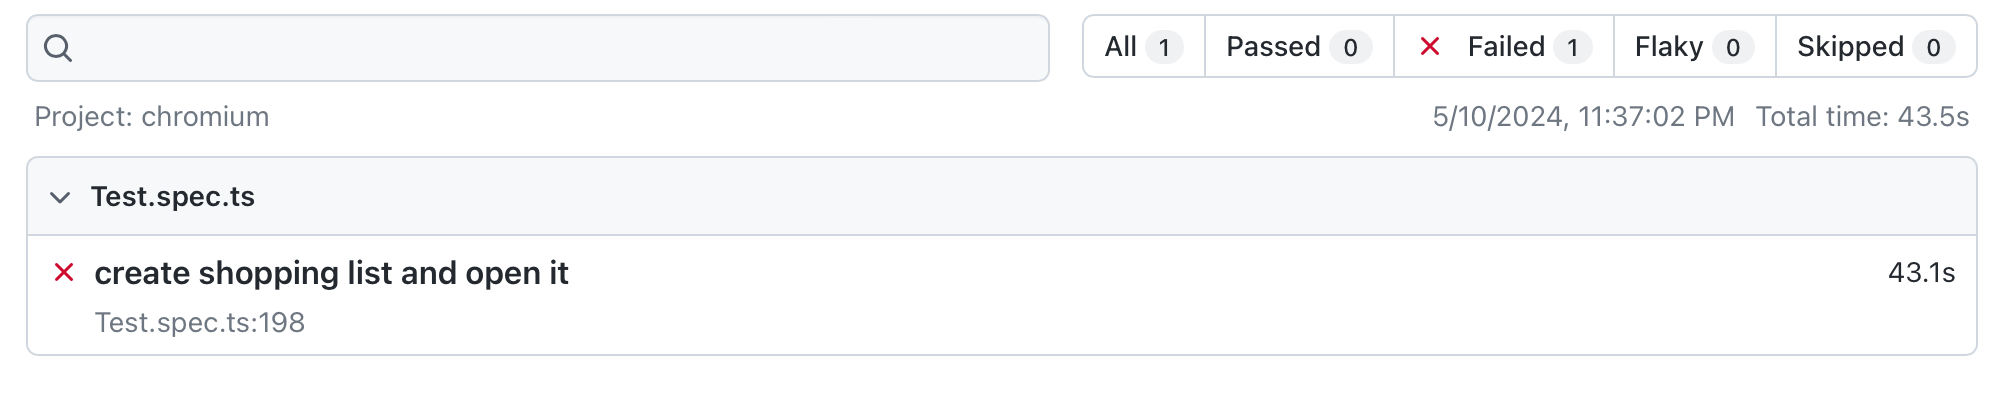 All 1 Passed 0 Failed 1 Flaky 0 Skipped 0
Project: chromium 5/10/2024, 11:37:02 PM Total time: 43.5s
Test.spec.ts
create shopping list and open it 43.1s
Test.spec.ts:198